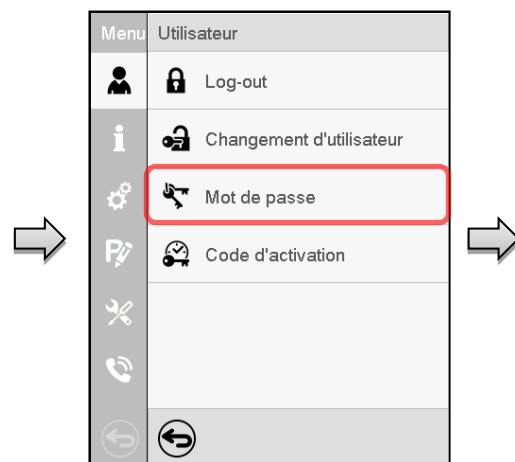 Menu Utilisateur
Log-out
Changement d'utilisateur
Mot de passe
Code d'activation